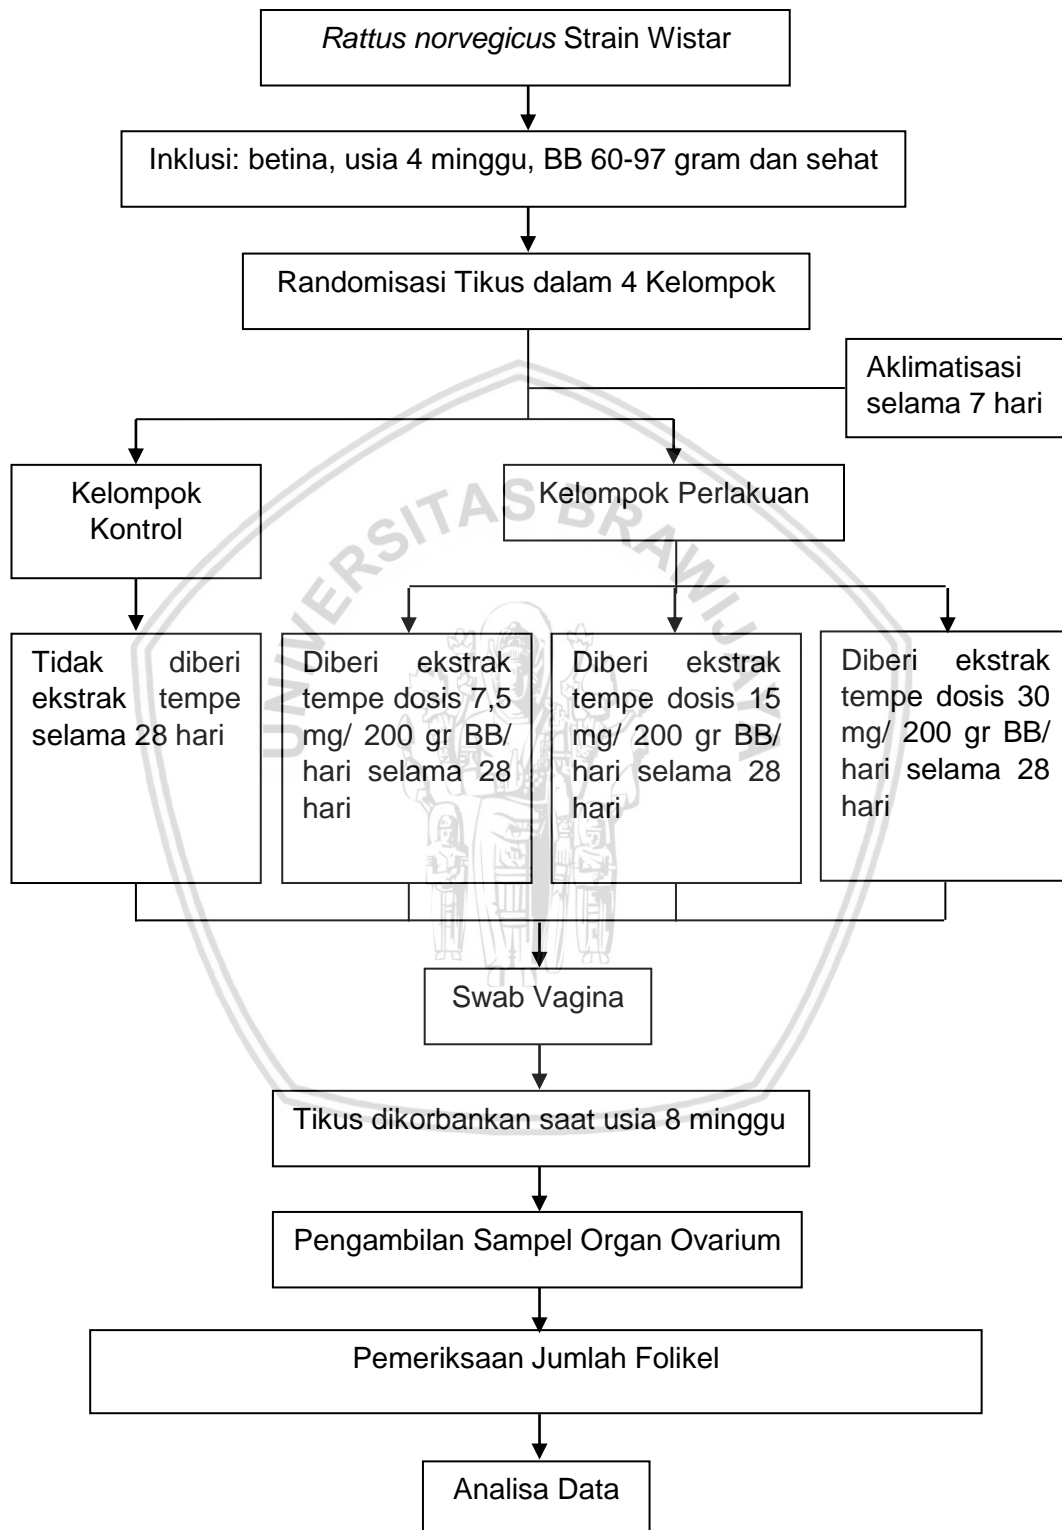 Rattus norvegicus Strain Wistar
Inklusi: betina, usia 4 minggu, BB 60-97 gram dan sehat
Randomisasi Tikus dalam 4 Kelompok
Aklimatisasi
selama 7 hari
Kelompok
Kontrol
Kelompok Perlakuan
UNIVERSITAS BRAWIJAYA
Tidak diberi
ekstrak tempe
selama 28 hari
Diberi ekstrak
tempe dosis 7,5
mg/ 200 gr BB/
hari selama 28
hari
Diberi ekstrak
tempe dosis 15
mg/ 200 gr BB/
hari selama 28
hari
Diberi ekstrak
tempe dosis 30
mg/ 200 gr BB/
hari selama 28
hari
Swab Vagina
Tikus dikorbankan saat usia 8 minggu
Pengambilan Sampel Organ Ovarium
Pemeriksaan Jumlah Folikel
Analisa Data